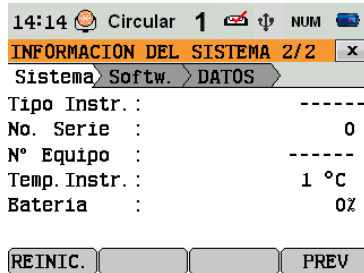 14:14 Circular 1 NUM
INFORMACION DEL SISTEMA 2/2 x
Sistema Softw. DATOS
Tipo Instr.: ------
No. Serie : 0
Nº Equipo : ------
Temp. Instr.: 1 °C
Bateria : 0%
REINIC. PREV